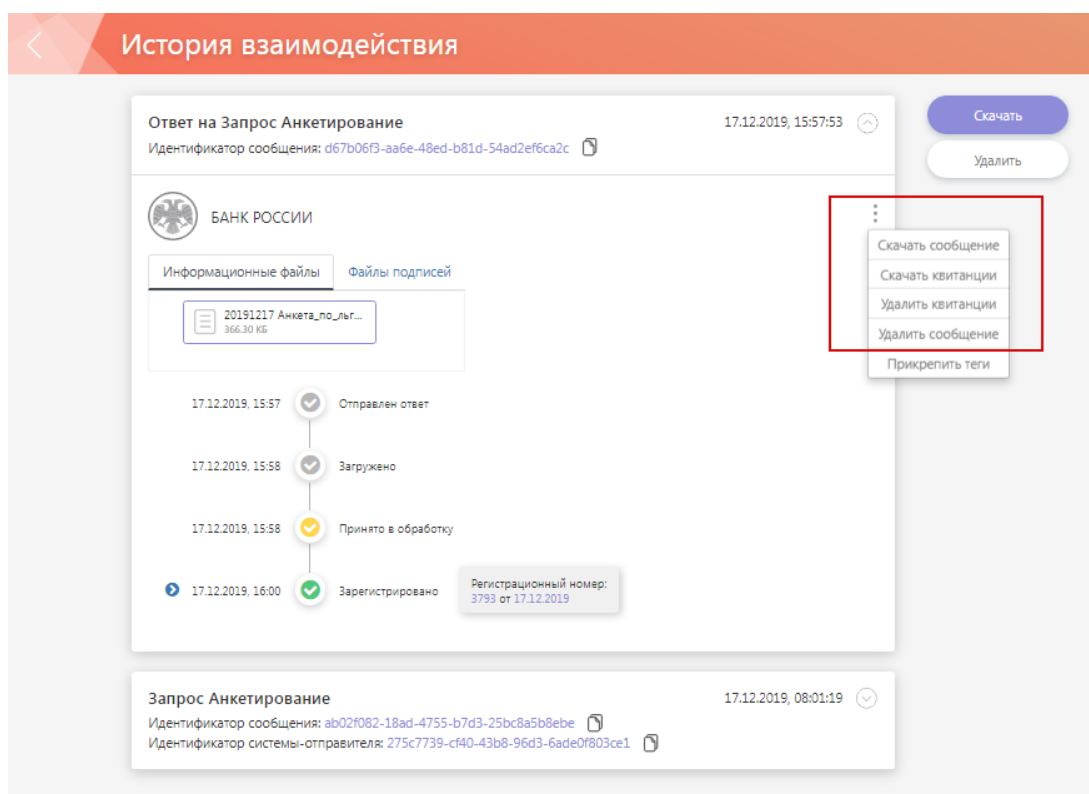 История взаимодействия
Ответ на Запрос Анкетирование
17.12.2019, 15:57:53
Идентификатор сообщения: d67b06f3-aa6e-48ed-b81d-54ad2ef6ca2c
Скачать
Удалить
БАНК РОССИИ
Скачать сообщение
Скачать квитанции
Удалить квитанции
Удалить сообщение
Прикрепить теги
Информационные файлы
Файлы подписей
20191217 Анкета_по_льг...
366.30 КБ
17.12.2019, 15:57 Отправлен ответ
17.12.2019, 15:58 Загружено
17.12.2019, 15:58 Принято в обработку
17.12.2019, 16:00 Зарегистрировано
Регистрационный номер:
3793 от 17.12.2019
Запрос Анкетирование
17.12.2019, 08:01:19
Идентификатор сообщения: ab02f082-18ad-4755-b7d3-25bc8a5b8ebe
Идентификатор системы-отправителя: 275c7739-cf40-43b8-96d3-6ade0f803ce1